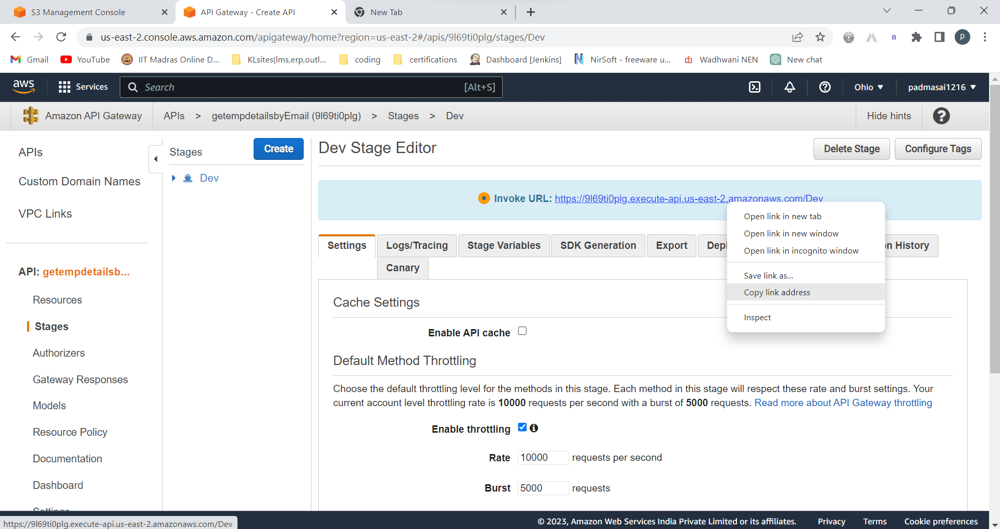 S3 Management Console
API Gateway - Create API
New Tab
us-east-2.console.aws.amazon.com/apigateway/home?region=us-east-2#/apis/9l69ti0plg/stages/Dev
p
Gmail
YouTube
IIT Madras Online D...
KLsites(lms,erp,outl...
coding
certifications
Dashboard [Jenkins]
NirSoft - freeware u...
Wadhwani NEN
New chat
aws
Services
Search
[Alt+S]
Ohio
padmasai1216
Amazon API Gateway
APIs > getempdetailsbyEmail (9l69ti0plg) > Stages > Dev
Hide hints
APIs
Custom Domain Names
VPC Links
API: getempdetailsb...
Resources
Stages
Authorizers
Gateway Responses
Models
Resource Policy
Documentation
Dashboard
Settings
Stages
Create
Dev
Dev Stage Editor
Delete Stage
Configure Tags
Invoke URL: https://9l69ti0plg.execute-api.us-east-2.amazonaws.com/Dev
Settings
Logs/Tracing
Stage Variables
SDK Generation
Export
Depl
n History
Canary
Open link in new tab
Open link in new window
Open link in incognito window
Save link as...
Copy link address
Inspect
Cache Settings
Enable API cache
Default Method Throttling
Choose the default throttling level for the methods in this stage. Each method in this stage will respect these rate and burst settings. Your
current account level throttling rate is 10000 requests per second with a burst of 5000 requests. Read more about API Gateway throttling
Enable throttling
Rate 10000 requests per second
Burst 5000 requests
https://9l69ti0plg.execute-api.us-east-2.amazonaws.com/Dev
© 2023, Amazon Web Services India Private Limited or its affiliates.
Privacy
Terms
Cookie preferences